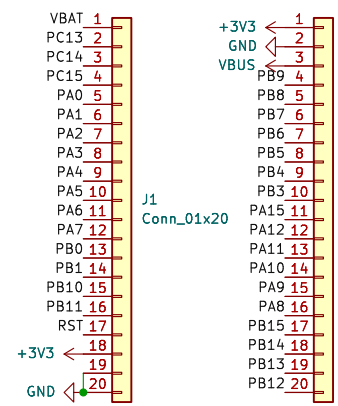 VBAT 1
PC13 2
PC14 3
PC15 4
PA0 5
PA1 6
PA2 7
PA3 8
PA4 9
PA5 10
PA6 11
PA7 12
PB0 13
PB1 14
PB10 15
PB11 16
RST 17
+3V3 18
19
GND 20
J1
Conn_01x20
+3V3 1
GND 2
VBUS 3
PB9 4
PB8 5
PB7 6
PB6 7
PB5 8
PB4 9
PB3 10
PA15 11
PA12 12
PA11 13
PA10 14
PA9 15
PA8 16
PB15 17
PB14 18
PB13 19
PB12 20